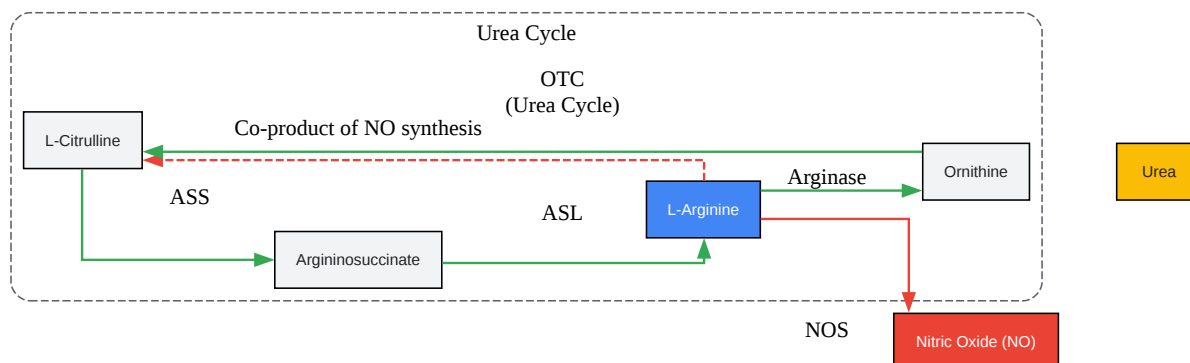 Urea Cycle
OTC
(Urea Cycle)
Co-product of NO synthesis
L-Citrulline
Ornithine
Urea
Arginase
ASS
ASL
L-Arginine
Argininosuccinate
NOS
Nitric Oxide (NO)